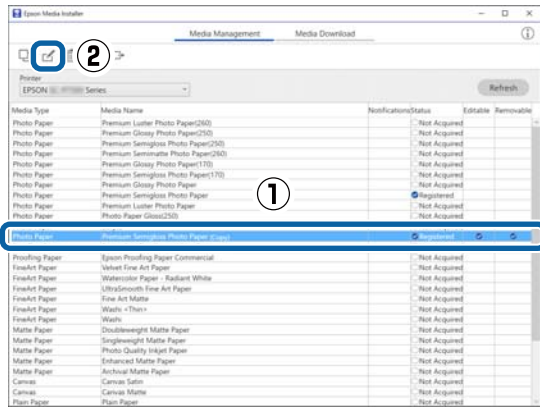 Epson Media Installer
Media Management Media Download
②
Printer
EPSON Series
Refresh
Media Type Media Name Notifications Status Editable Removable
Photo Paper Premium Luster Photo Paper(260) Not Acquired
Photo Paper Premium Glossy Photo Paper(250) Not Acquired
Photo Paper Premium Semigloss Photo Paper(250) Not Acquired
Photo Paper Premium Semimatte Photo Paper(260) Not Acquired
Photo Paper Premium Glossy Photo Paper(170) Not Acquired
Photo Paper Premium Semigloss Photo Paper(170) Not Acquired
Photo Paper Premium Glossy Photo Paper Not Acquired
Photo Paper Premium Semigloss Photo Paper Registered
Photo Paper Premium Luster Photo Paper Not Acquired
Photo Paper Photo Paper Gloss(250) Not Acquired
①
Photo Paper Premium Semigloss Photo Paper (Copy) Registered
Proofing Paper Epson Proofing Paper Commercial Not Acquired
FineArt Paper Velvet Fine Art Paper Not Acquired
FineArt Paper Watercolor Paper - Radiant White Not Acquired
FineArt Paper UltraSmooth Fine Art Paper Not Acquired
FineArt Paper Fine Art Matte Not Acquired
FineArt Paper Washi <Thin> Not Acquired
FineArt Paper Washi Not Acquired
Matte Paper Doubleweight Matte Paper Not Acquired
Matte Paper Singleweight Matte Paper Not Acquired
Matte Paper Photo Quality Inkjet Paper Not Acquired
Matte Paper Enhanced Matte Paper Not Acquired
Matte Paper Archival Matte Paper Not Acquired
Canvas Canvas Satin Not Acquired
Canvas Canvas Matte Not Acquired
Plain Paper Plain Paper Not Acquired